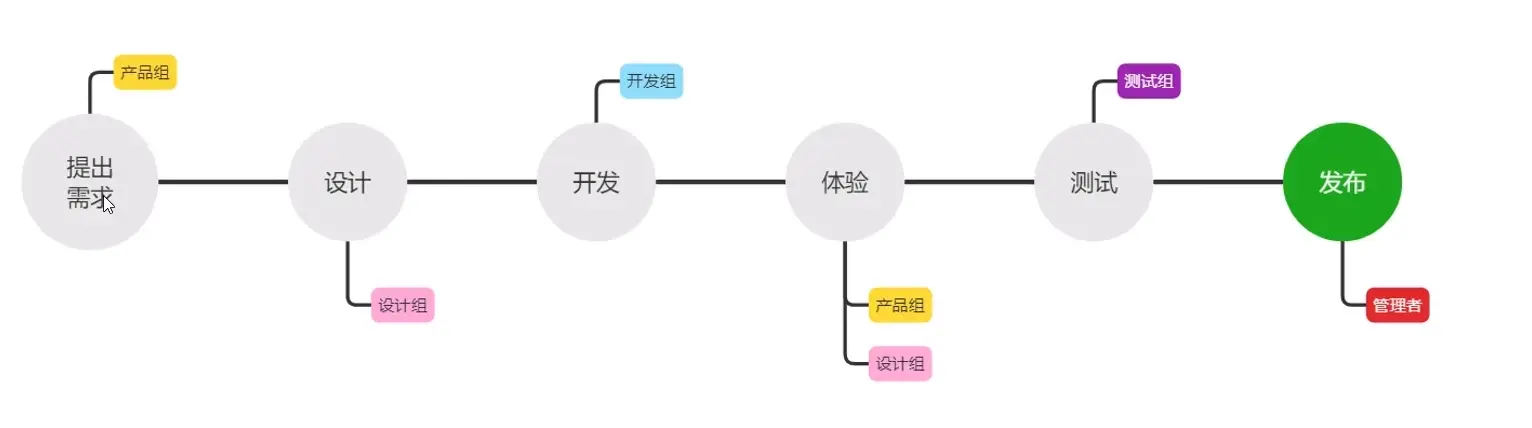 产品组
开发组
测试组
提出
需求
设计
开发
体验
测试
发布
设计组
产品组
管理者
设计组